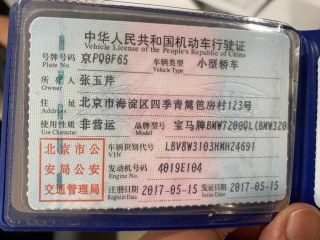 中华人民共和国机动车行驶证
Vehicle License of the People's Republic of China
号牌号码 京PQ0F65 车辆类型 小型轿车
Plate No. Vehicle Type
所有人 张玉芹
Owner
住址 北京市海淀区四季青篱笆房村123号
Address
使用性质 非营运 品牌型号 宝马牌BMW7200QL(BMW320
Use Character Model
北京市公安局公安交通管理局
车辆识别代号 LBV8W3103HMH24691
VIN
发动机号码 4019E104
Engine No.
注册日期 2017-05-15 发证日期 2017-05-15
Register Date Issue Date